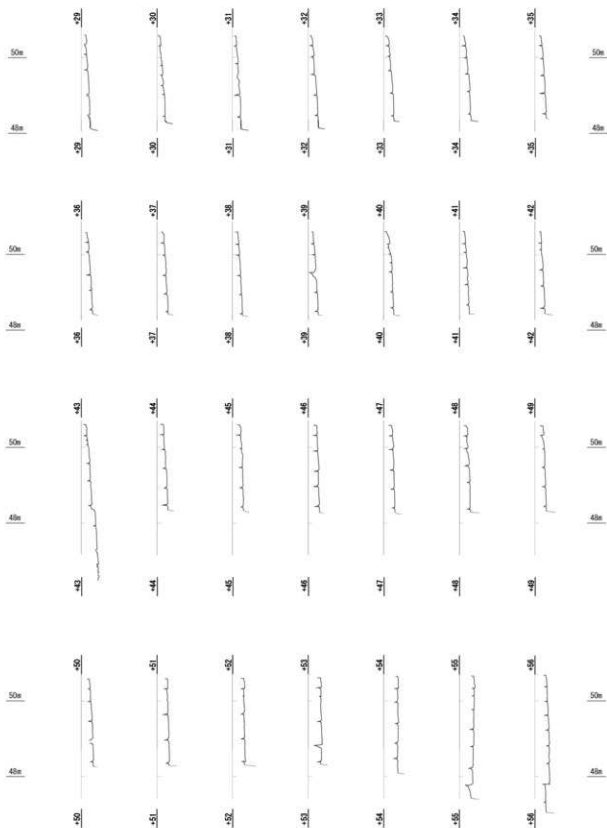 +29 +30 +31 +32 +33 +34 +35
50m 50m
48m 48m
+29 +30 +31 +32 +33 +34 +35
+36 +37 +38 +39 +40 +41 +42
50m 50m
48m 48m
+36 +37 +38 +39 +40 +41 +42
+43 +44 +45 +46 +47 +48 +49
50m 50m
48m 48m
+43 +44 +45 +46 +47 +48 +49
+50 +51 +52 +53 +54 +55 +56
50m 50m
48m 48m
+50 +51 +52 +53 +54 +55 +56